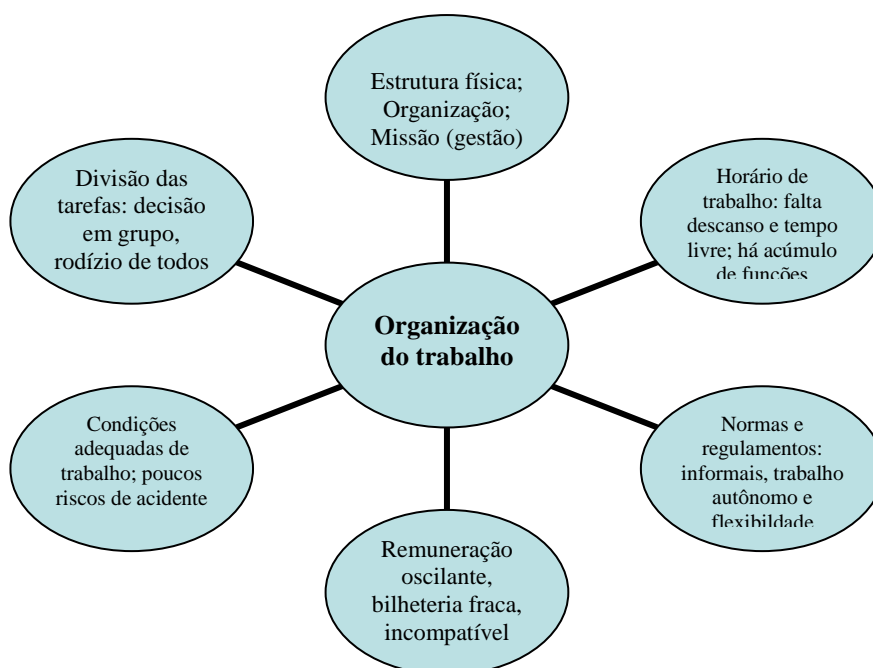 Estrutura física;
Organização;
Missão (gestão)
Divisão das
tarefas: decisão
em grupo,
rodízio de todos
Horário de
trabalho: falta
descanso e tempo
livre; há acúmulo
de funções
Organização
do trabalho
Condições
adequadas de
trabalho; poucos
riscos de acidente
Normas e
regulamentos:
informais, trabalho
autônomo e
flexibildade
Remuneração
oscilante,
bilheteria fraca,
incompatível